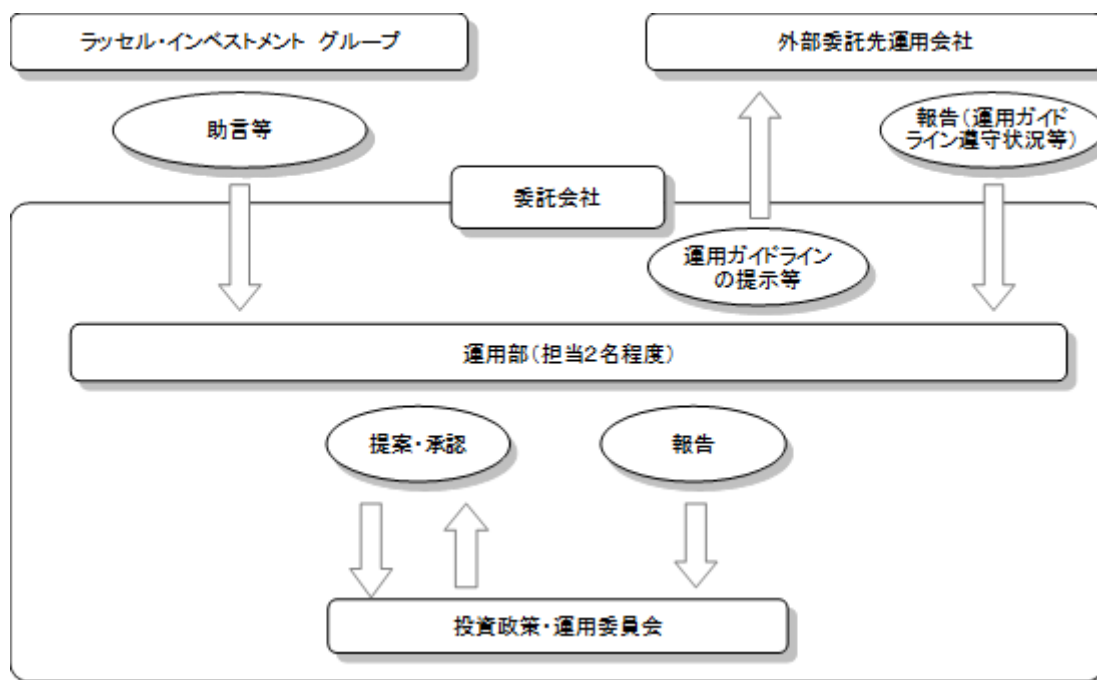 ラッセル・インベストメント グループ
外部委託先運用会社
助言等
報告(運用ガイド
ライン遵守状況等)
委託会社
運用ガイドライン
の提示等
運用部(担当2名程度)
提案・承認
報告
投資政策・運用委員会